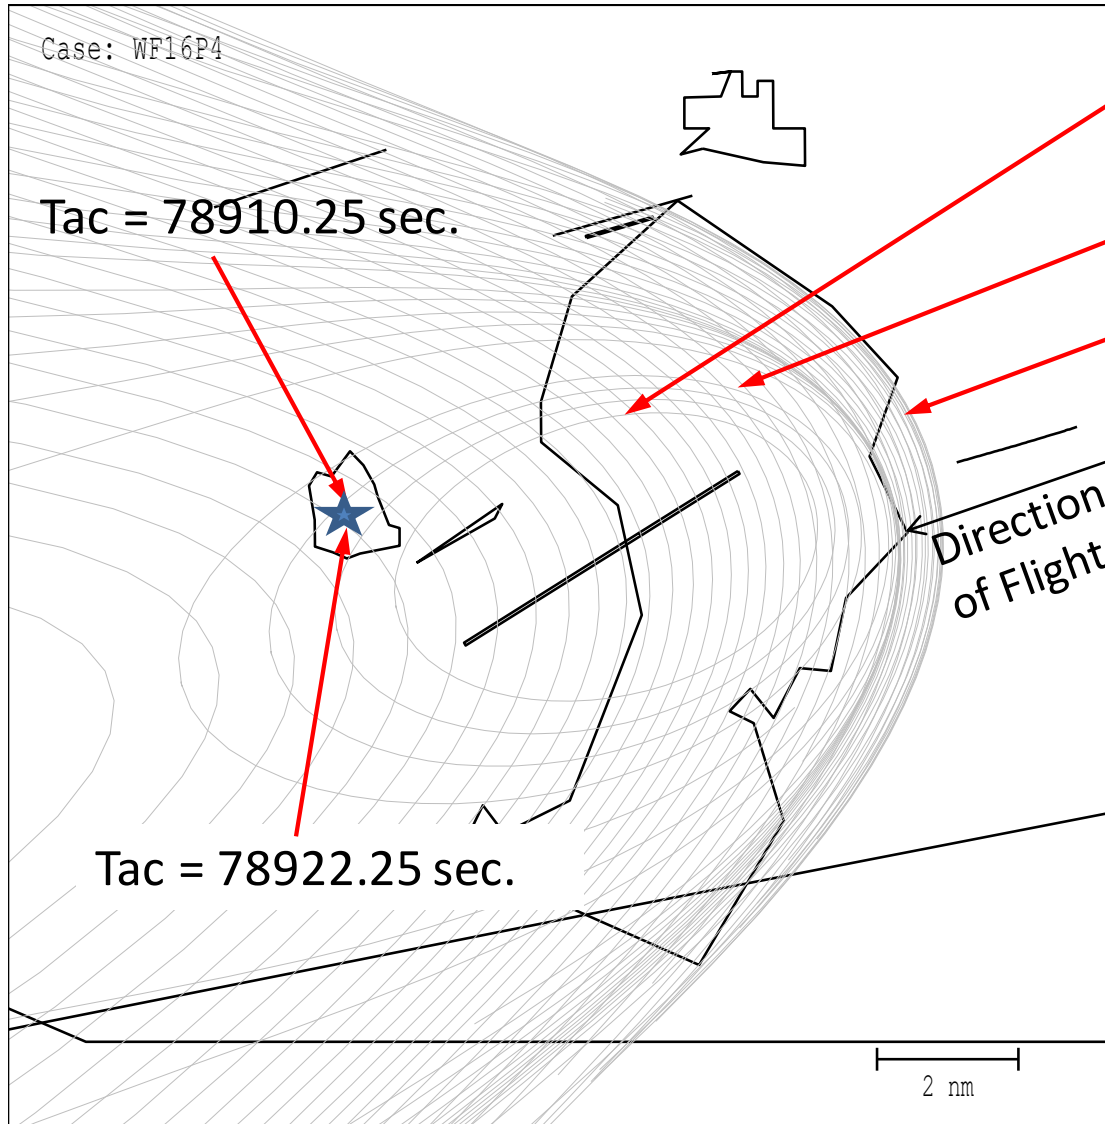 Case: WF16P4
Tac = 78910.25 sec.
Direction
of Flight
Tac = 78922.25 sec.
2 nm